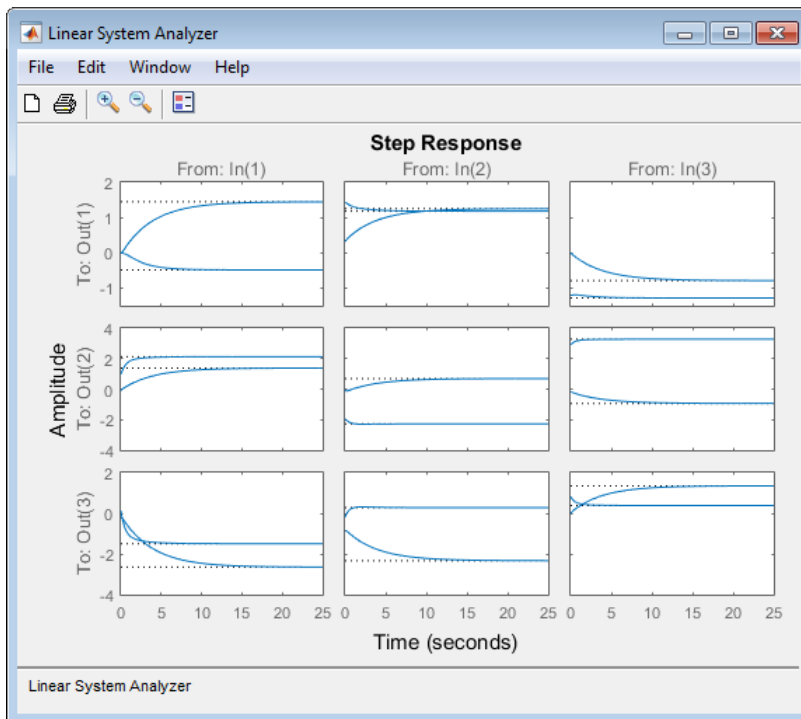 Linear System Analyzer
File Edit Window Help
Step Response
From: In(1) From: In(2) From: In(3)
To: Out(1)
2
1
0
-1
Amplitude
To: Out(2)
4
2
0
-2
-4
To: Out(3)
2
0
-2
-4
0 5 10 15 20 25 0 5 10 15 20 25 0 5 10 15 20 25
Time (seconds)
Linear System Analyzer